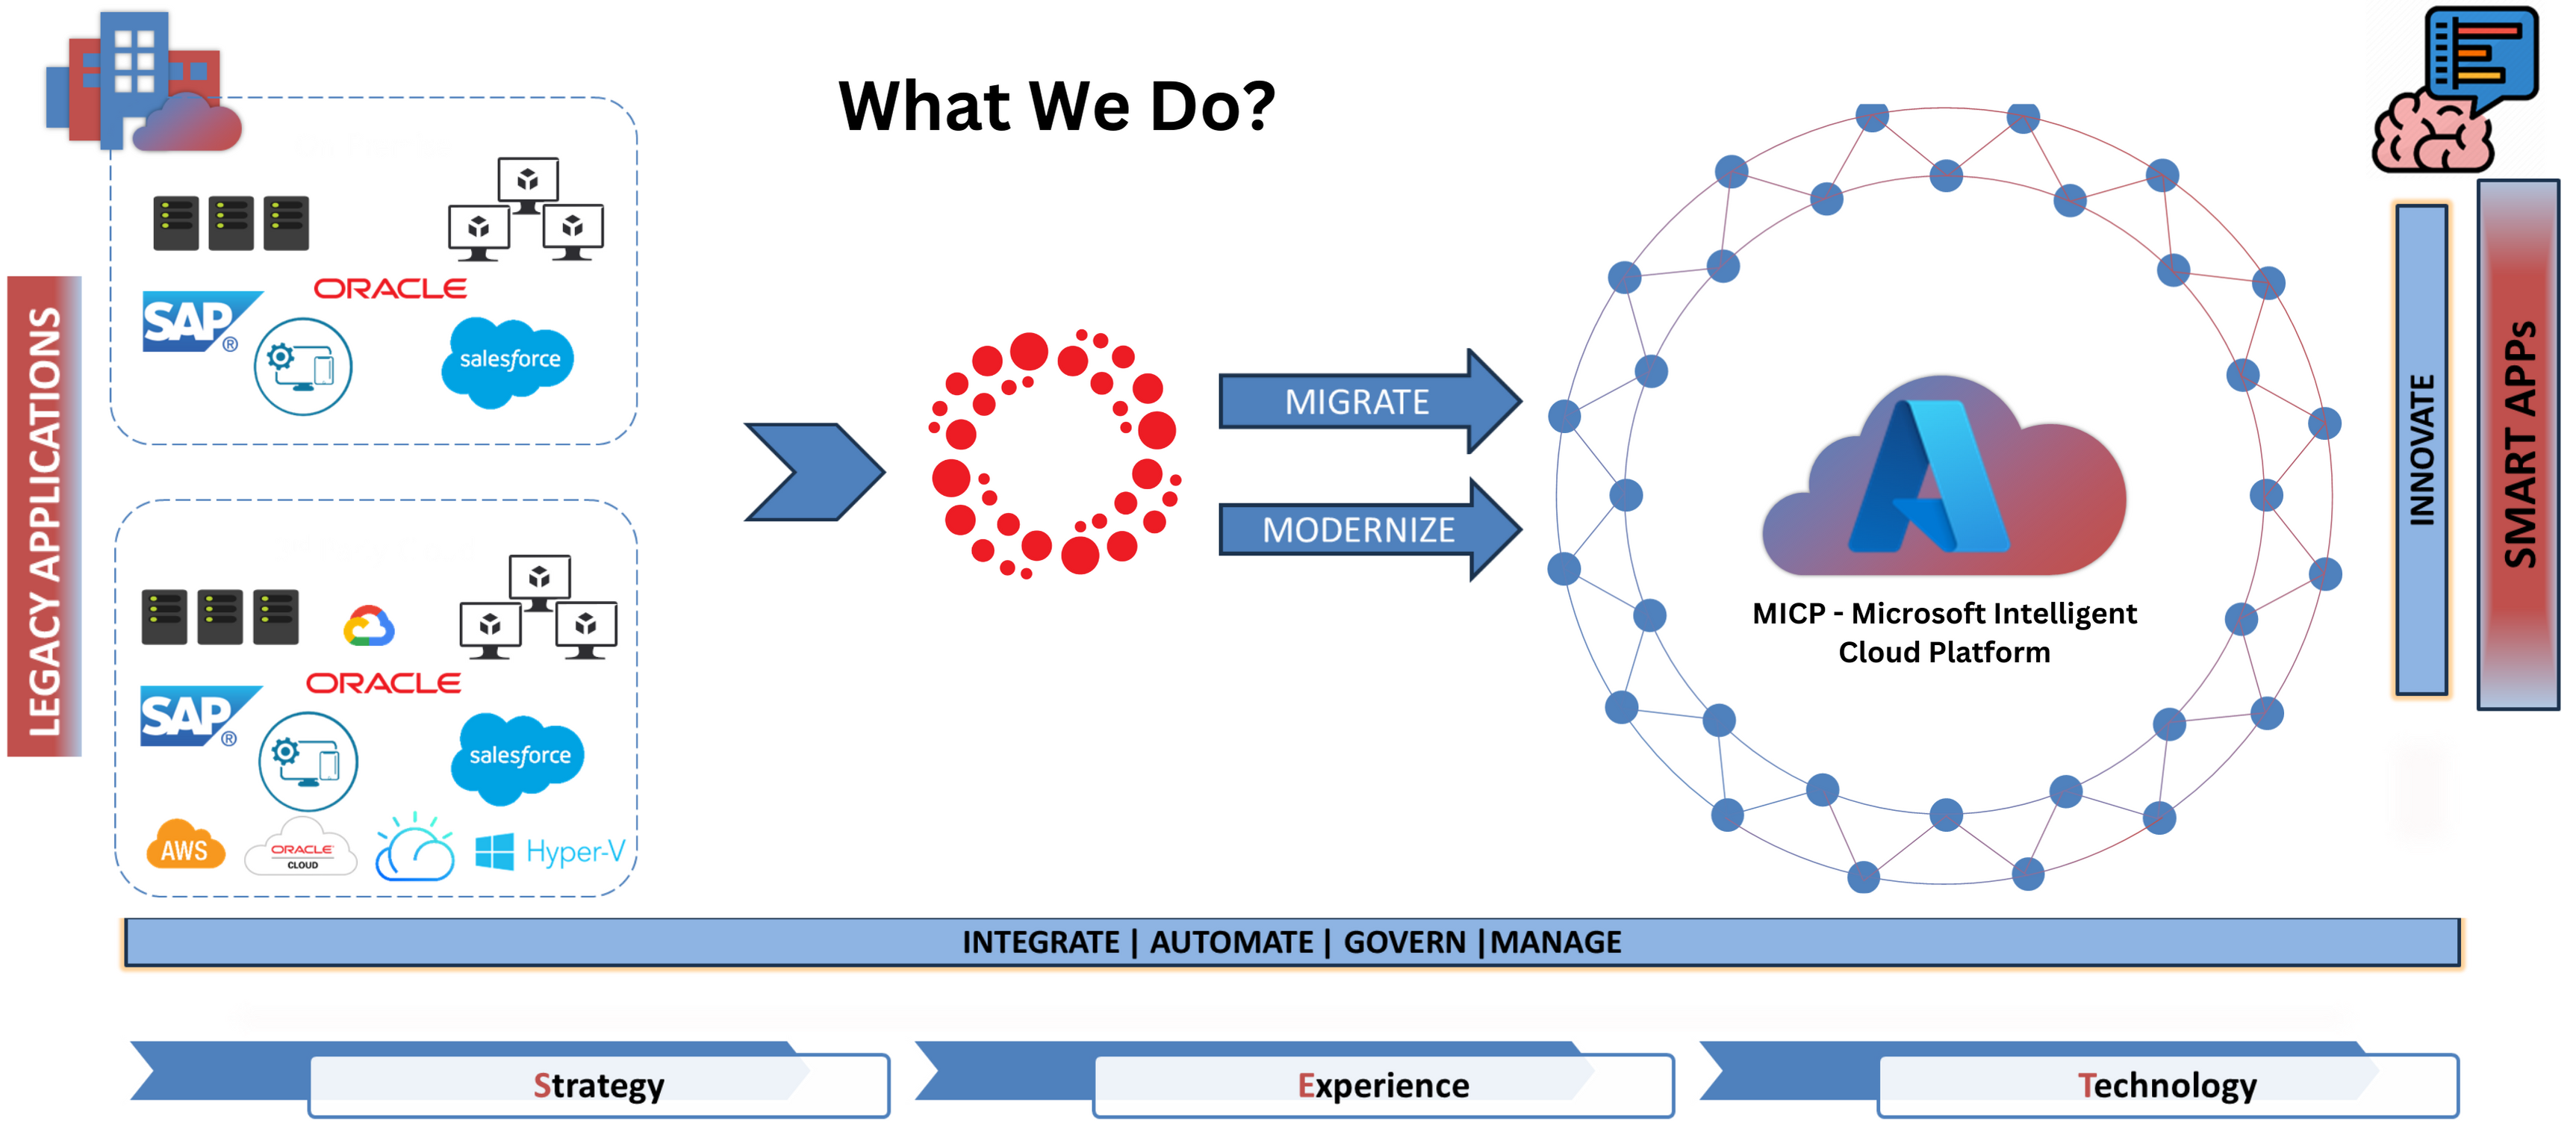 What We Do?
LEGACY APPLICATIONS
ORACLE
SAP
®
salesforce
ORACLE
SAP
®
salesforce
AWS
ORACLE
CLOUD
Hyper-V
MIGRATE
MODERNIZE
MICP - Microsoft Intelligent
Cloud Platform
INNOVATE
SMART APPs
INTEGRATE | AUTOMATE | GOVERN |MANAGE
Strategy
Experience
Technology